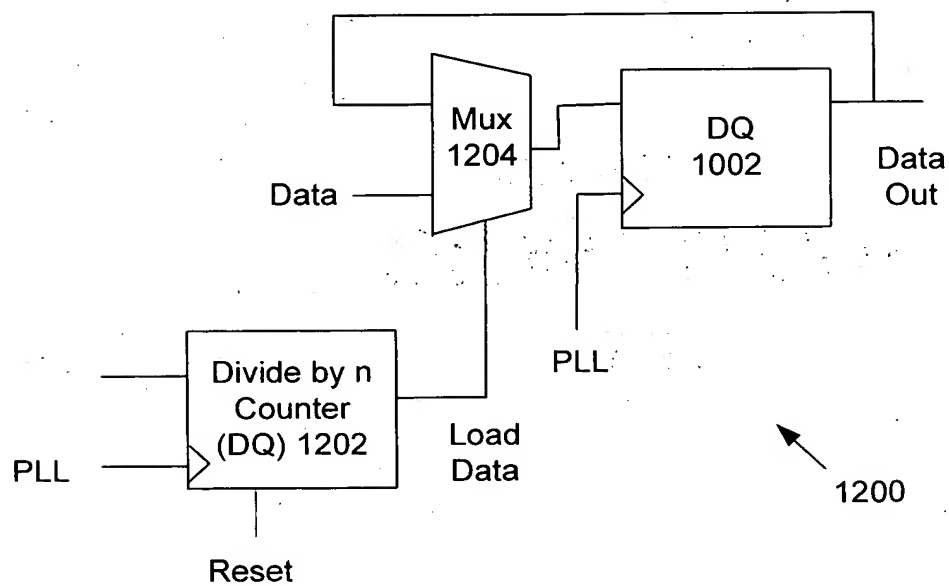 Mux
1204
DQ
1002
Data
Data
Out
Divide by n
Counter
(DQ) 1202
PLL
Load
Data
PLL
1200
Reset